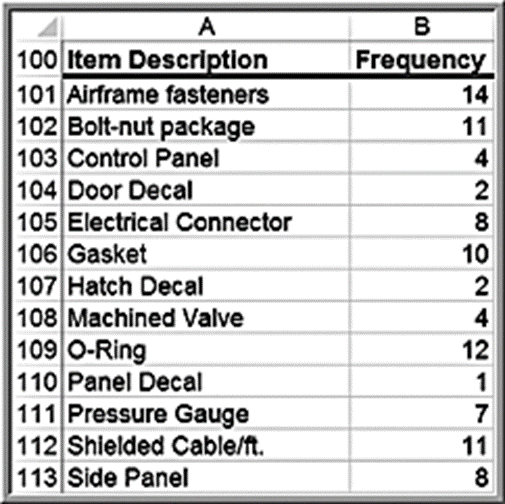 A B
100 Item Description Frequency
101 Airframe fasteners 14
102 Bolt-nut package 11
103 Control Panel 4
104 Door Decal 2
105 Electrical Connector 8
106 Gasket 10
107 Hatch Decal 2
108 Machined Valve 4
109 O-Ring 12
110 Panel Decal 1
111 Pressure Gauge 7
112 Shielded Cable/ft. 11
113 Side Panel 8